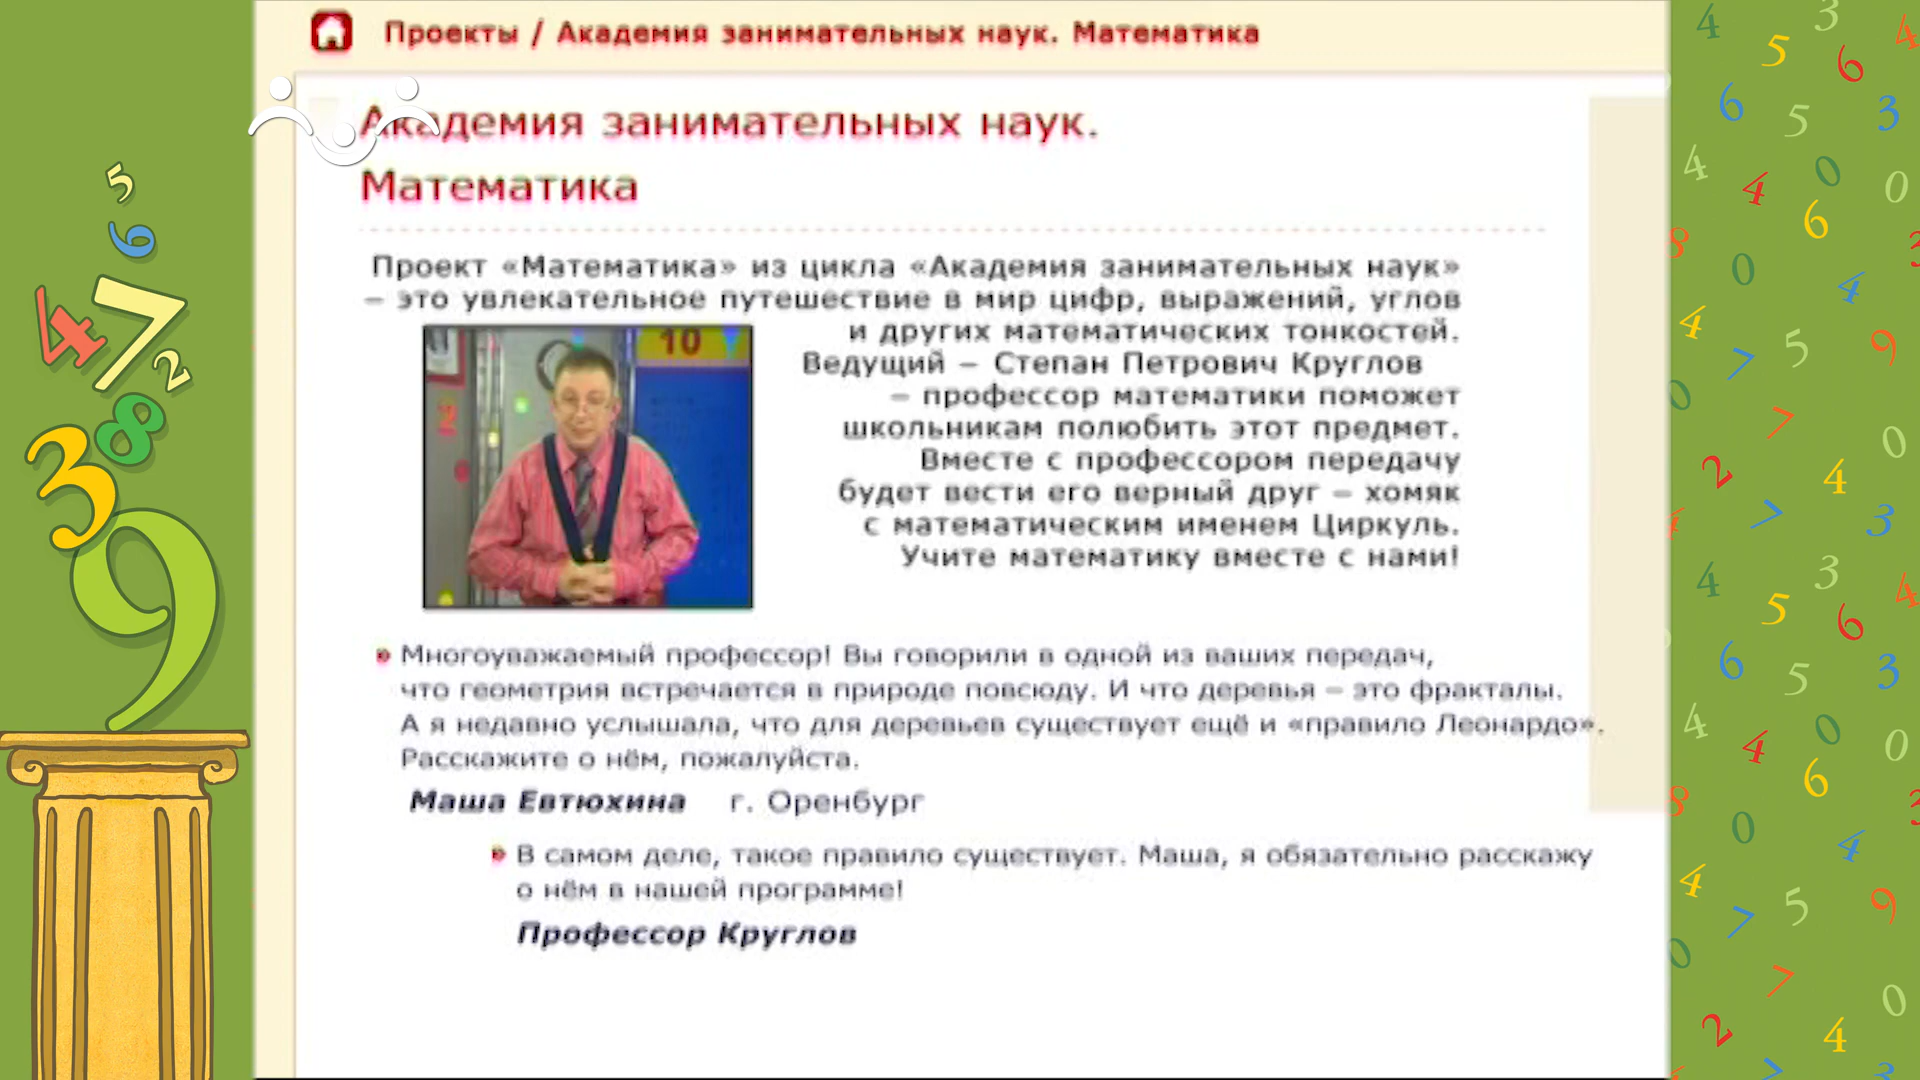 Проекты / Академия занимательных наук. Математика
Академия занимательных наук.
Математика
Проект «Математика» из цикла «Академия занимательных наук»
– это увлекательное путешествие в мир цифр, выражений, углов
и других математических тонкостей.
Ведущий – Степан Петрович Круглов
– профессор математики поможет
школьникам полюбить этот предмет.
Вместе с профессором передачу
будет вести его верный друг – хомяк
с математическим именем Циркуль.
Учите математику вместе с нами!
10
Многоуважаемый профессор! Вы говорили в одной из ваших передач,
что геометрия встречается в природе повсюду. И что деревья – это фракталы.
А я недавно услышала, что для деревьев существует ещё и «правило Леонардо».
Расскажите о нём, пожалуйста.
Маша Евтюхина г. Оренбург
В самом деле, такое правило существует. Маша, я обязательно расскажу
о нём в нашей программе!
Профессор Круглов